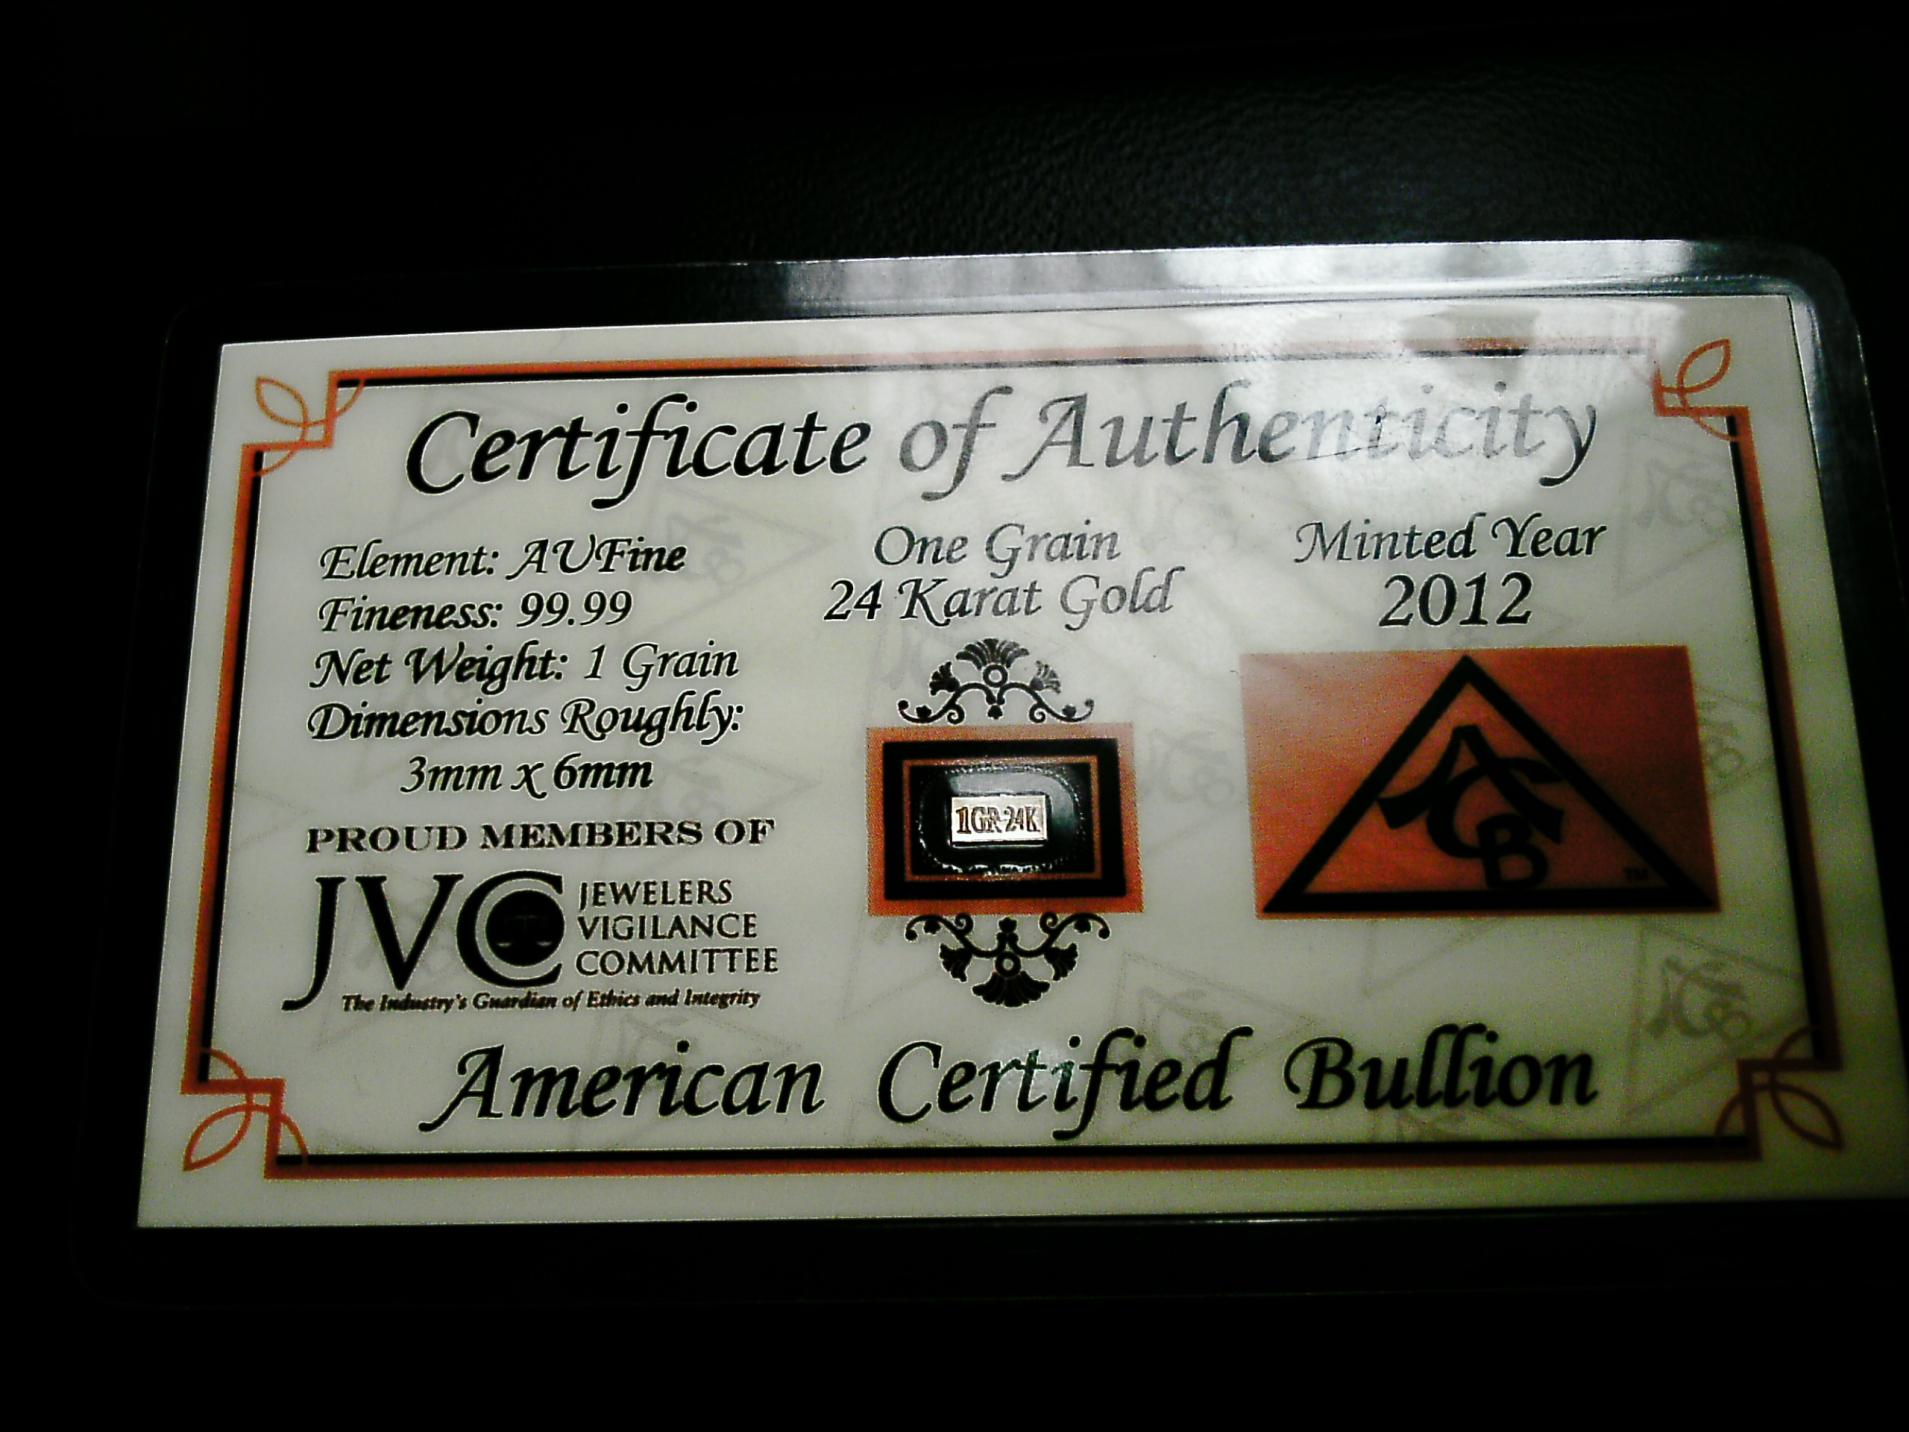 Certificate of Authenticity
Element: AUFine
Fineness: 99.99
Net Weight: 1 Grain
Dimensions Roughly:
3mm x 6mm
PROUD MEMBERS OF
JVC
JEWELERS
VIGILANCE
COMMITTEE
The Industry's Guardian of Ethics and Integrity
One Grain
24 Karat Gold
1GR 24K
Minted Year
2012
ACB
TM
American Certified Bullion